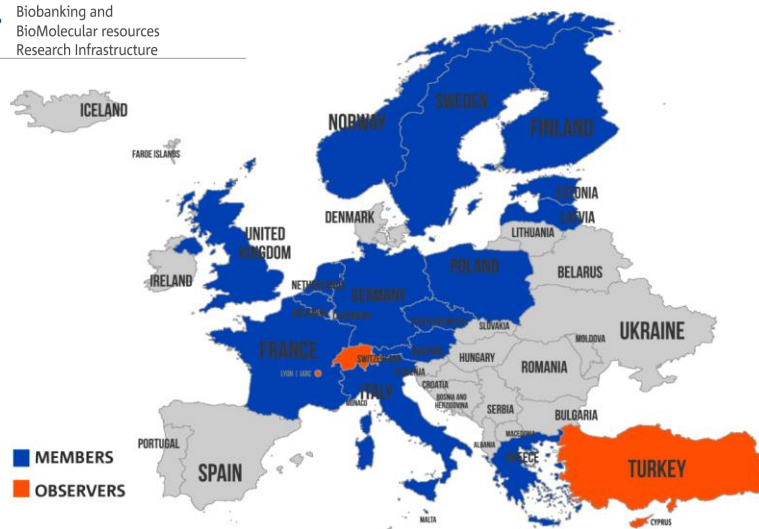 Biobanking and
BioMolecular resources
Research Infrastructure
ICELAND
FAROE ISLANDS
NORWAY
SWEDEN
FINLAND
ESTONIA
LATVIA
LITHUANIA
DENMARK
UNITED
KINGDOM
IRELAND
BELARUS
POLAND
GERMANY
UKRAINE
SLOVAKIA
MOLDOVA
FRANCE
SWITZERLAND
HUNGARY
ROMANIA
LYON | IARC
CROATIA
ITALY
MONACO
BOSNIA AND
HERZEGOVINA
SERBIA
BULGARIA
MACEDONIA
ALBANIA
GREECE
PORTUGAL
SPAIN
TURKEY
CYPRUS
MALTA
MEMBERS
OBSERVERS